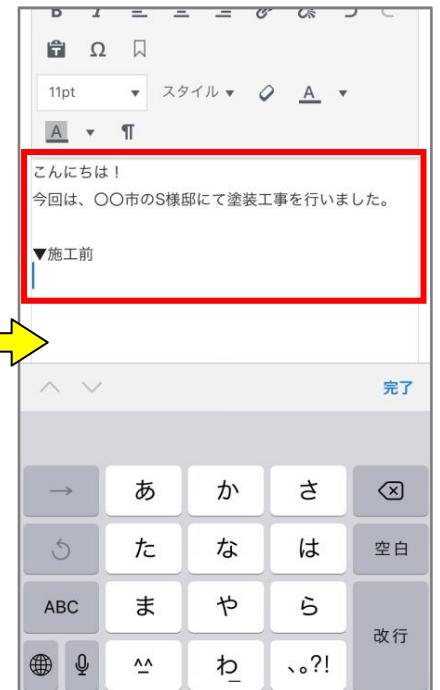 B I
Ω
11pt スタイル A
A ¶
こんにちは！
今回は、〇〇市のS様邸にて塗装工事を行いました。
▼施工前
完了
→ あ か さ
た な は 空白
ABC ま や ら
改行
^^ わ 、。?!